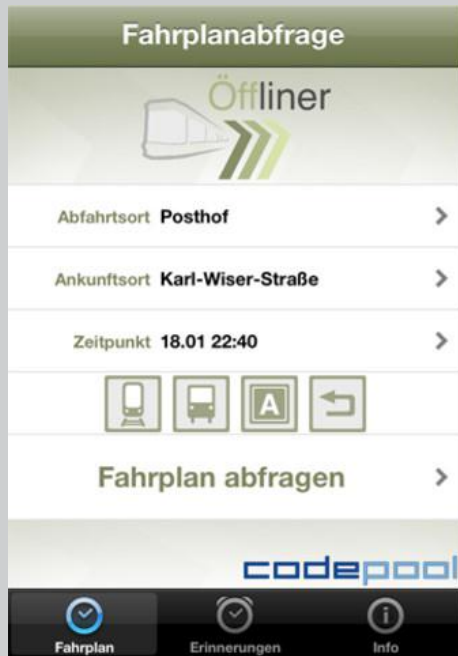 Fahrplanabfrage
Öffliner
Abfahrtsort Posthof
Ankunftsort Karl-Wiser-Straße
Zeitpunkt 18.01 22:40
A
Fahrplan abfragen
codepool
Fahrplan Erinnerungen Info